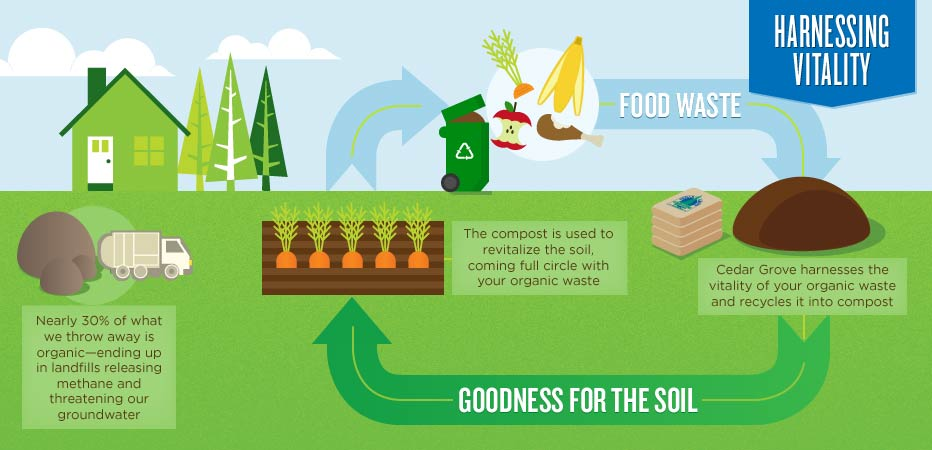 HARNESSING
VITALITY
FOOD WASTE
The compost is used to
revitalize the soil,
coming full circle with
your organic waste
Cedar Grove harnesses the
vitality of your organic waste
and recycles it into compost
Nearly 30% of what
we throw away is
organic—ending up
in landfills releasing
methane and
threatening our
groundwater
GOODNESS FOR THE SOIL